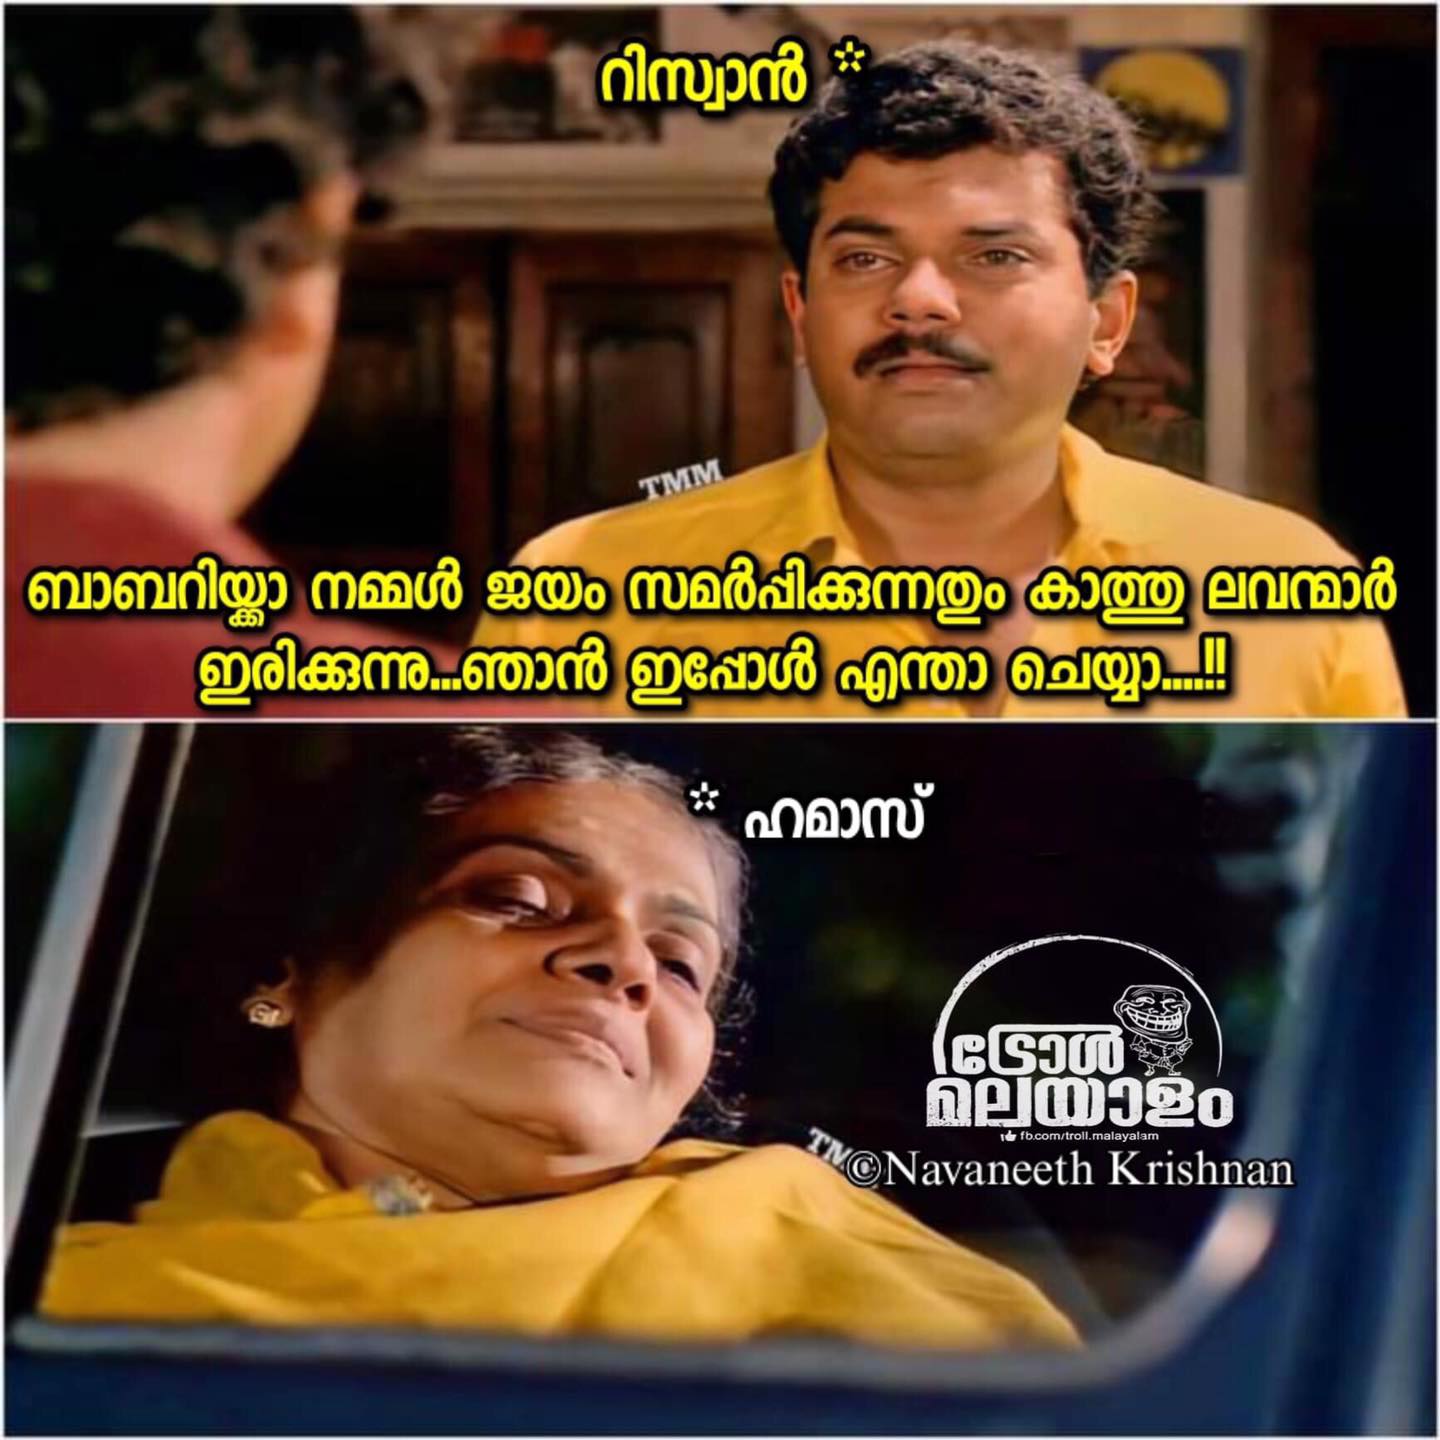 റിസ്വാൻ *
TMM
ബാബറിയ്ക്കാ നമ്മൾ ജയം സമർപ്പിക്കുന്നതും കാത്തു ലവന്മാർ
ഇരിക്കുന്നു...ഞാൻ ഇപ്പോൾ എന്താ ചെയ്യാ....!!
* ഹമാസ്
ട്രോൾ
മലയാളം
fb.com/troll.malayalam
TM
©Navaneeth Krishnan